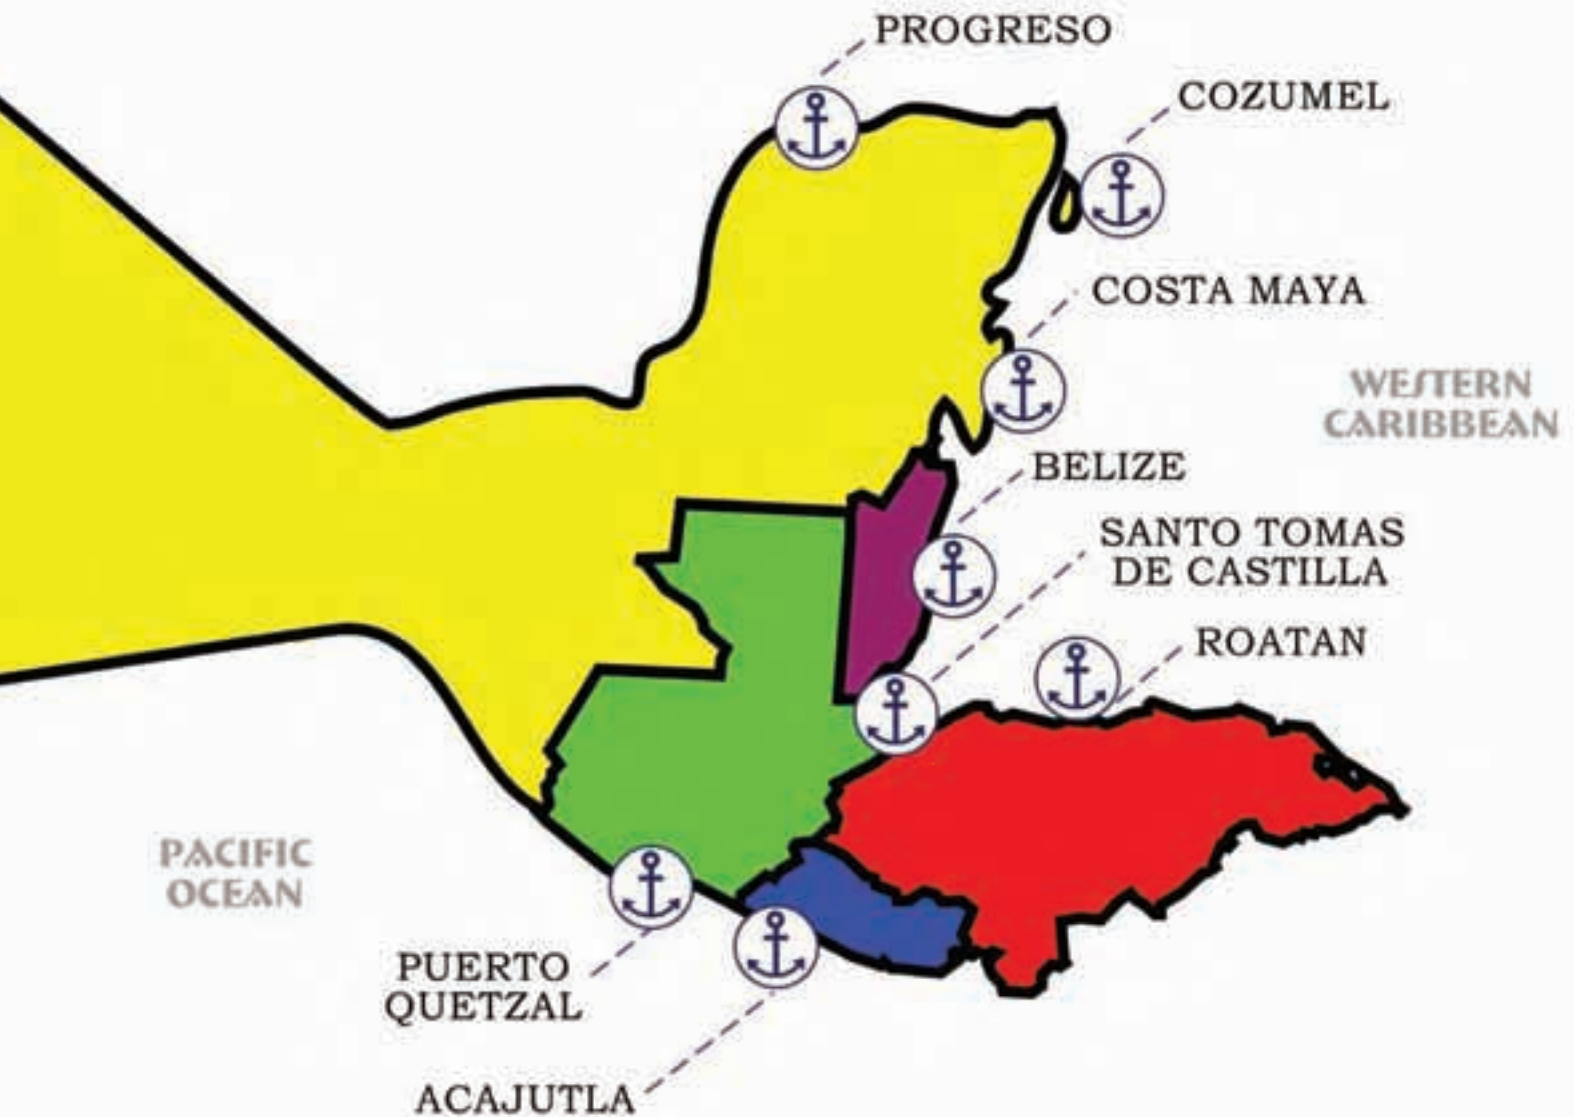 PROGRESO
COZUMEL
COSTA MAYA
WESTERN
CARIBBEAN
BELIZE
SANTO TOMAS
DE CASTILLA
ROATAN
PACIFIC
OCEAN
PUERTO
QUETZAL
ACAJUTLA